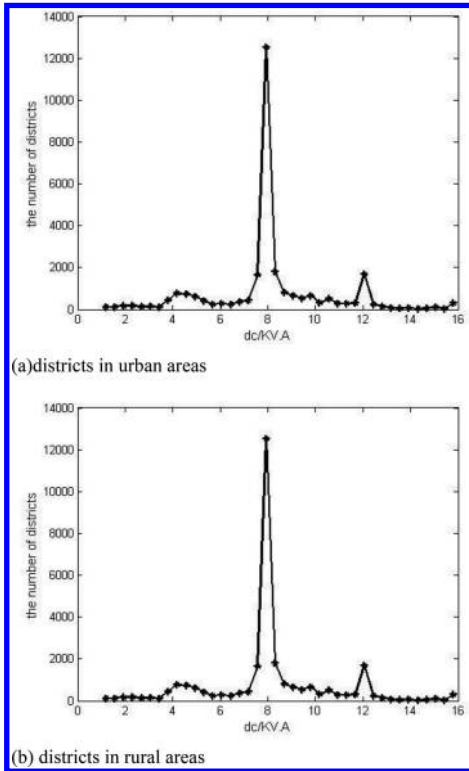 14000
12000
10000
8000
6000
4000
2000
0
the number of districts
0 2 4 6 8 10 12 14 16
dc/KV.A
(a)districts in urban areas
14000
12000
10000
8000
6000
4000
2000
0
the number of districts
0 2 4 6 8 10 12 14 16
dc/KV.A
(b) districts in rural areas